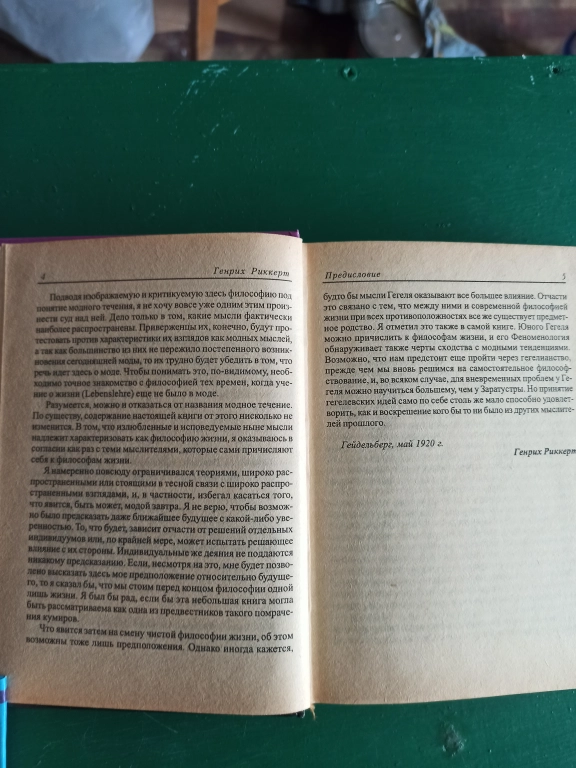 4
Генрих Риккерт
Подводя изображаемую и критикуемую здесь философию под
понятие модного течения, я не хочу вовсе уже одним этим произ-
нести суд над ней. Дело только в том, какие мысли фактически
наиболее распространены. Приверженцы их, конечно, будут про-
тестовать против характеристики их взглядов как модных мыслей,
а так как большинство из них не пережило постепенного возник-
новения сегодняшней моды, то их трудно будет убедить в том, что
речь идет здесь о моде. Чтобы понимать это, по-видимому, необ-
ходимо точное знакомство с философией тех времен, когда уче-
ние о жизни (Lebenslehre) еще не было в моде.
Разумеется, можно и отказаться от названия модное течение.
По существу, содержание настоящей книги от этого нисколько не
изменится. В том, что излюбленные и исповедуемые ныне мысли
надлежит характеризовать как философию жизни, я оказываюсь в
согласии как раз с теми мыслителями, которые сами причисляют
себя к философам жизни.
Я намеренно повсюду ограничивался теориями, широко рас-
пространенными или стоящими в тесной связи с широко распро-
страненными взглядами, и, в частности, избегал касаться того,
что явится, быть может, модой завтра. Я не верю, чтобы возмож-
но было предсказать даже ближайшее будущее с какой-либо уве-
ренностью. То, что будет, зависит отчасти от решений отдельных
индивидуумов или, по крайней мере, может испытать решающее
влияние с их стороны. Индивидуальные же деяния не поддаются
никакому предсказанию. Если, несмотря на это, мне будет позво-
лено высказать здесь мое предположение относительно будуще-
го, то я сказал бы, что мы стоим перед концом философии одной
лишь жизни. Я был бы рад, если бы эта небольшая книга могла
быть рассматриваема как одна из предвестников такого помраче-
ния кумиров.
Что явится затем на смену чистой философии жизни, об этом
возможны тоже лишь предположения. Однако иногда кажется,
Предисловие
5
будто бы мысли Гегеля оказывают все большее влияние. Отчасти
это связано с тем, что между ними и современной философией
жизни при всех противоположностях все же существует предмет-
ное родство. Я отметил это также в самой книге. Юного Гегеля
можно причислить к философам жизни, и его Феноменология
обнаруживает также черты сходства с модными тенденциями.
Возможно, что нам предстоит еще пройти через гегелианство,
прежде чем мы вновь решимся на самостоятельное философ-
ствование, и, во всяком случае, для вневременных проблем у Ге-
геля можно научиться большему, чем у Заратустры. Но принятие
гегелевских идей само по себе столь же мало способно удовлет-
ворить, как и воскрешение кого бы то ни было из других мыслите-
лей прошлого.
Гейдельберг, май 1920 г.
Генрих Риккерт